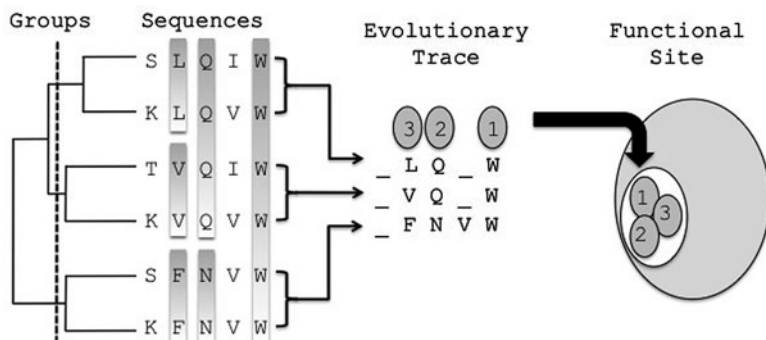 Groups
Sequences
Evolutionary
Trace
Functional
Site
S L Q I W
K L Q V W
T V Q I W
K V Q V W
S F N V W
K F N V W
3 2 1
_ L Q _ W
_ V Q _ W
_ F N V W
1
3
2